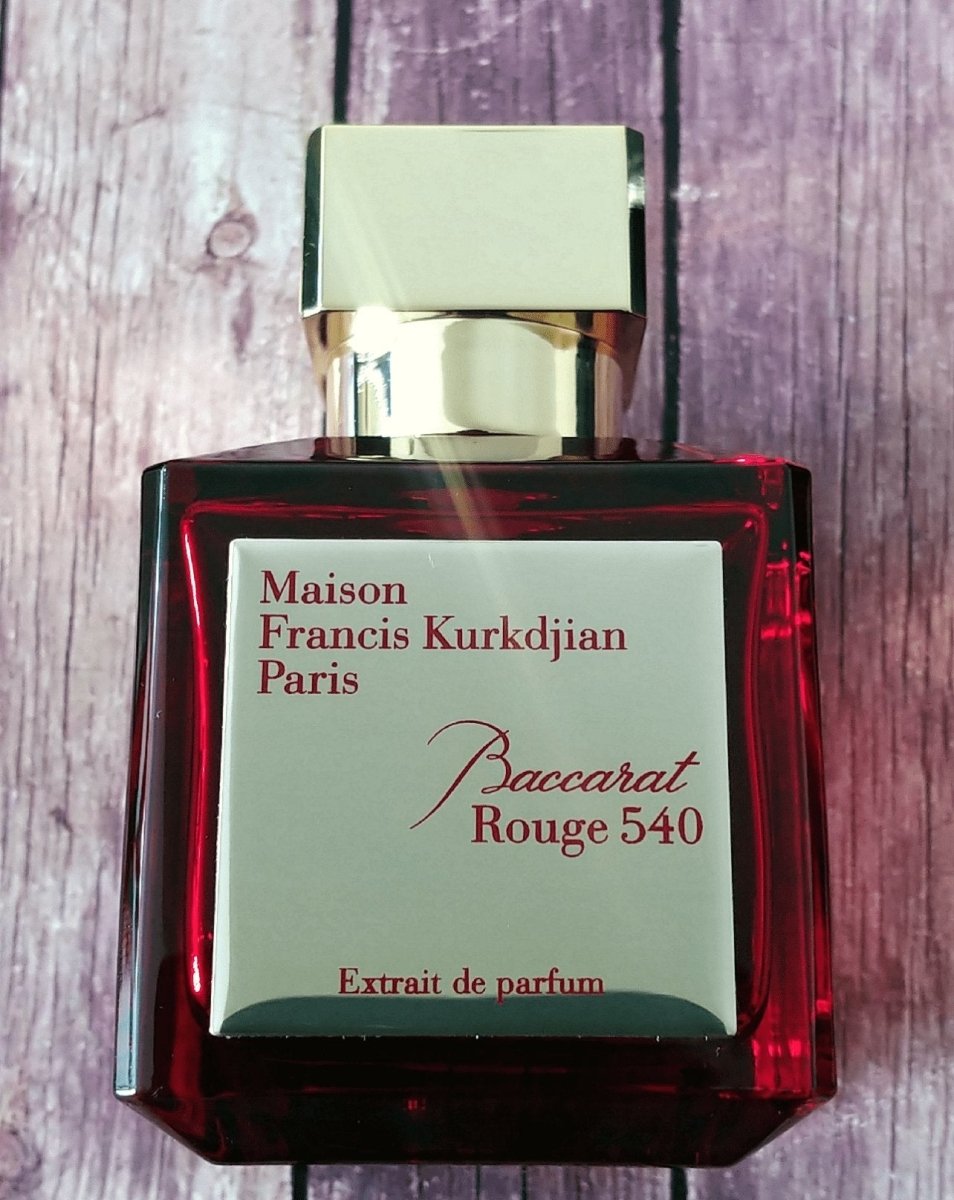 Maison
Francis Kurkdjian
Paris
Baccarat
Rouge 540
Extrait de parfum